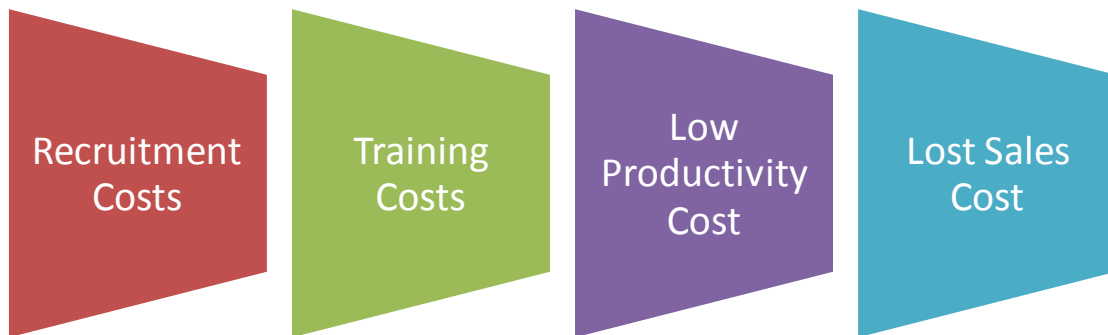 Recruitment
Costs
Training
Costs
Low
Productivity
Cost
Lost Sales
Cost